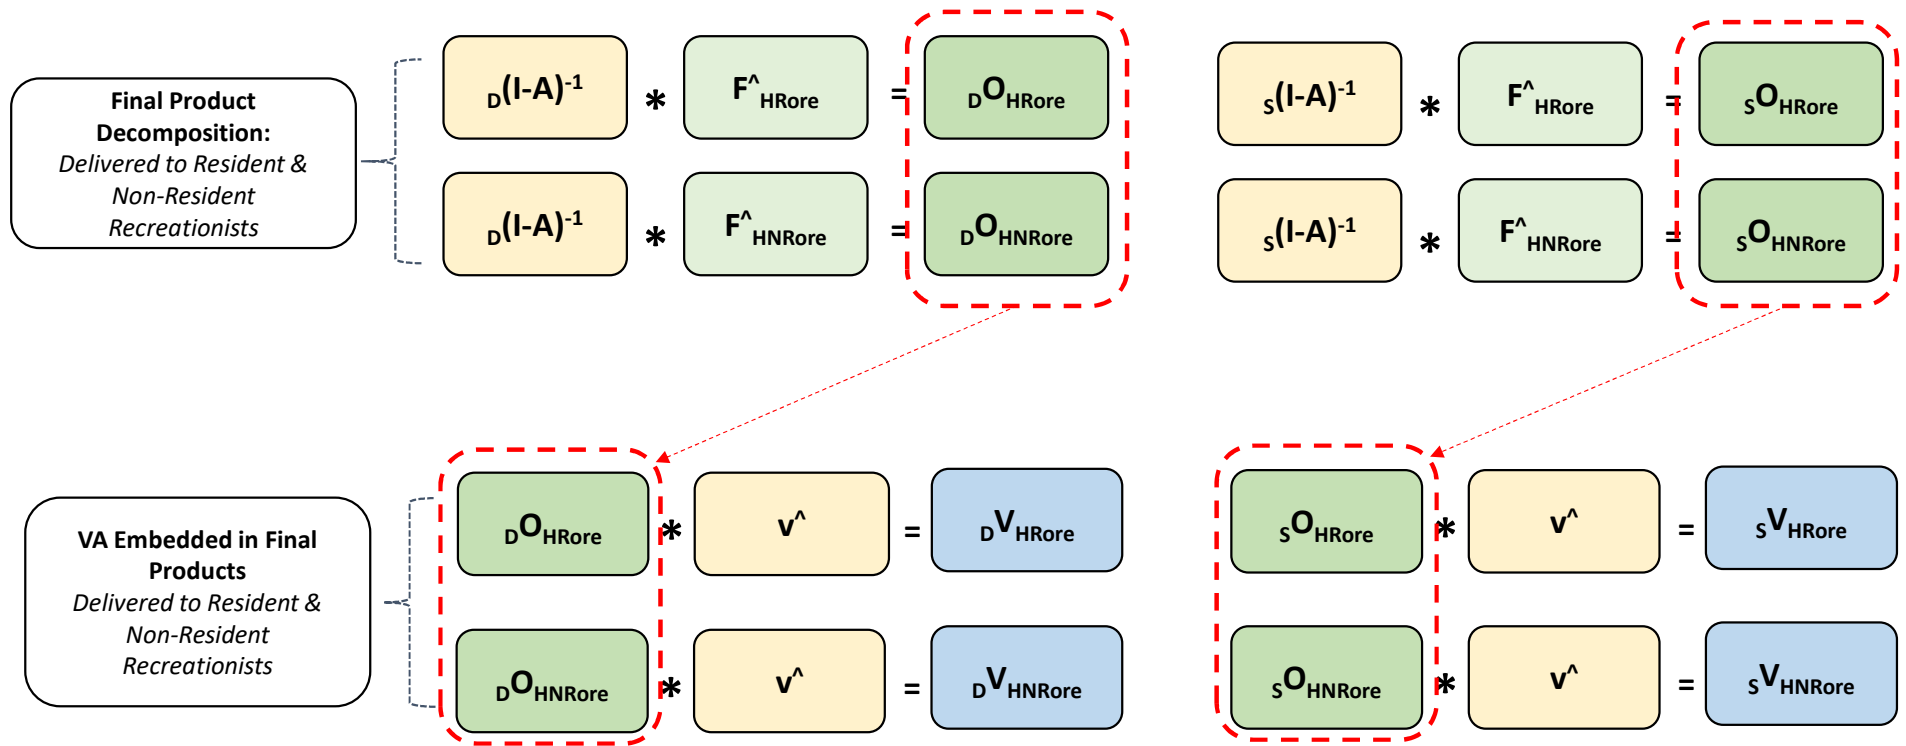 Final Product
Decomposition:
Delivered to Resident &
Non-Resident
Recreationists
D(I-A)-1 * F^HRore = DOHRore
S(I-A)-1 * F^HRore = SOHRore
D(I-A)-1 * F^HNRore = DOHNRore
S(I-A)-1 * F^HNRore = SOHNRore
VA Embedded in Final
Products
Delivered to Resident &
Non-Resident
Recreationists
DOHRore * v^ = DVHRore
SOHRore * v^ = SVHRore
DOHNRore * v^ = DVHNRore
SOHNRore * v^ = SVHNRore